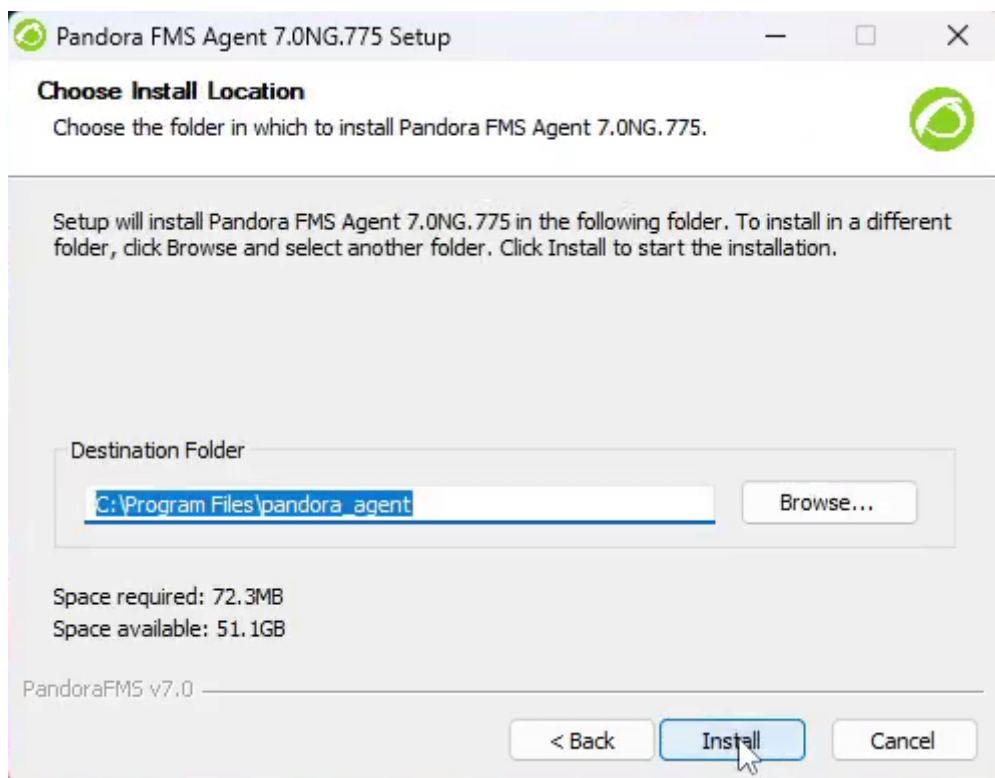 Pandora FMS Agent 7.0NG.775 Setup
Choose Install Location
Choose the folder in which to install Pandora FMS Agent 7.0NG.775.
Setup will install Pandora FMS Agent 7.0NG.775 in the following folder. To install in a different
folder, click Browse and select another folder. Click Install to start the installation.
Destination Folder
C:\Program Files\pandora_agent
Browse...
Space required: 72.3MB
Space available: 51.1GB
PandoraFMS v7.0
< Back
Install
Cancel